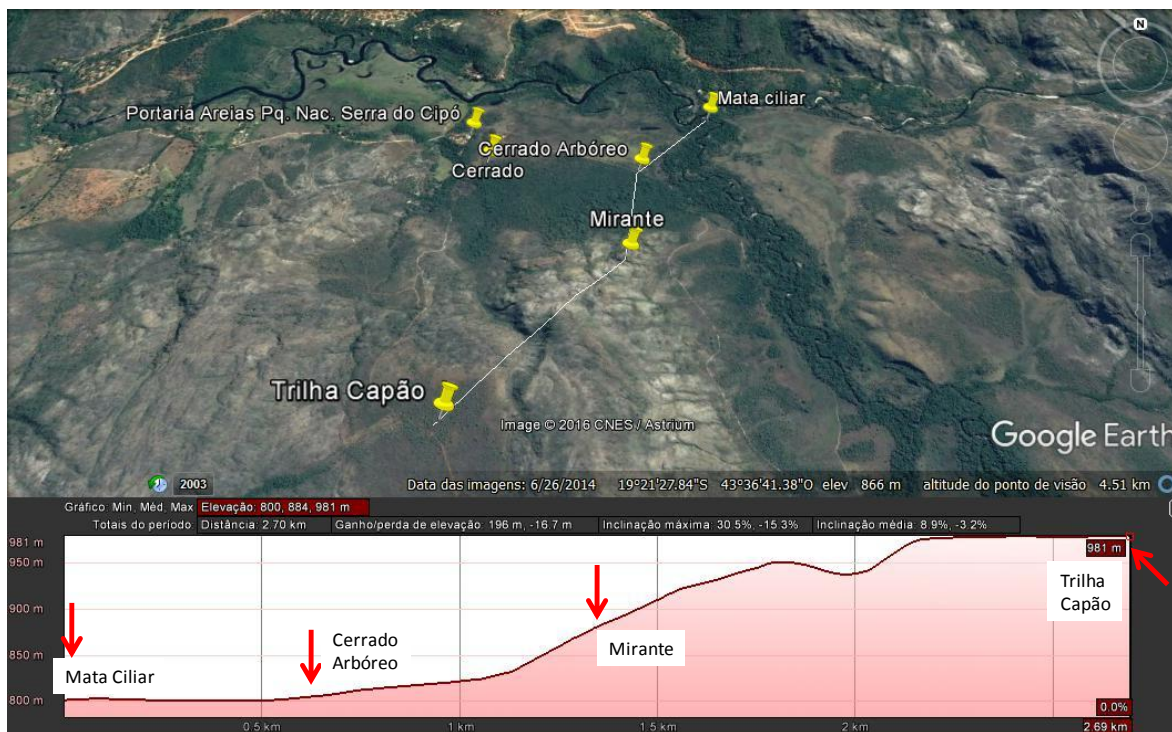 N
Portaria Areias Pq. Nac. Serra do Cipó
Mata ciliar
Cerrado Arbóreo
Cerrado
Mirante
Trilha Capão
Image © 2016 CNES / Astrium
Google Earth
2003
Data das imagens: 6/26/2014 19°21'27.84"S 43°36'41.38"O elev 866 m altitude do ponto de visão 4.51 km
Gráfico: Mín, Méd, Max Elevação: 800, 884, 981 m
Totais do período: Distância: 2.70 km Ganho/perda de elevação: 196 m, -16.7 m Inclinação máxima: 30.5%, -15.3% Inclinação média: 8.9%, -3.2%
981 m
950 m
900 m
850 m
800 m
981 m
Trilha
Capão
Cerrado
Arbóreo
Mirante
Mata Ciliar
0.0%
0.5 km
1 km
1.5 km
2 km
2.69 km